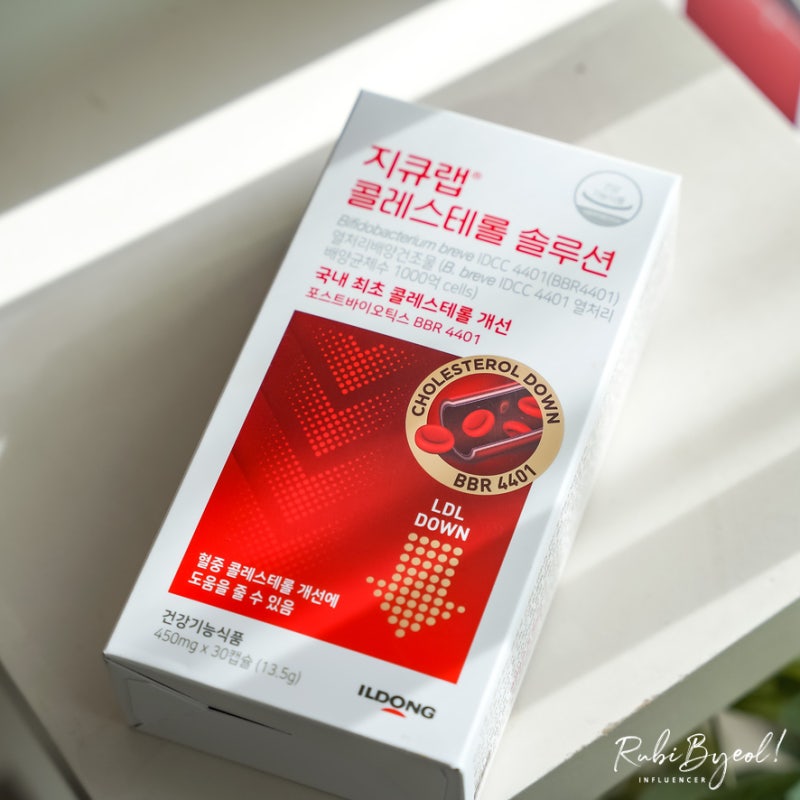 지큐랩®
콜레스테롤 솔루션
Bifidobacterium breve IDCC 4401(BBR4401)
열처리배양건조물 (B. breve IDCC 4401 열처리
배양균체수 1000억 cells)
국내 최초 콜레스테롤 개선
포스트바이오틱스 BBR 4401
CHOLESTEROL DOWN
BBR 4401
LDL
DOWN
혈중 콜레스테롤 개선에
도움을 줄 수 있음
건강기능식품
450mg x 30캡슐 (13.5g)
ILDONG
Rubi Byeol!
INFLUENCER